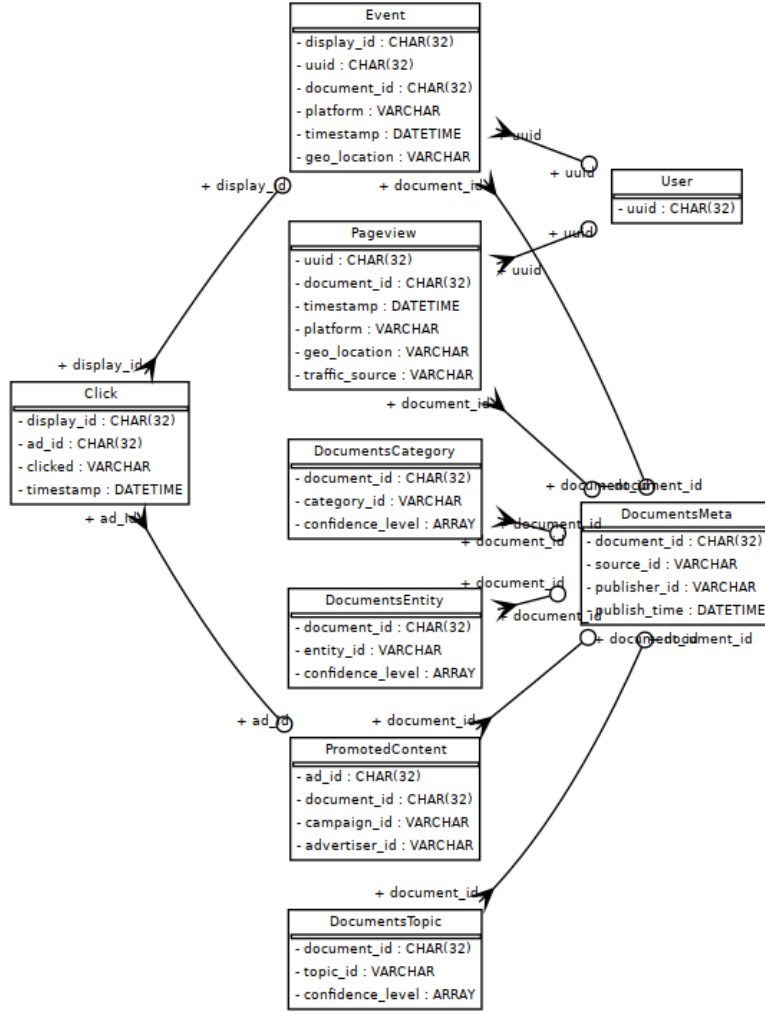 Event
- display_id : CHAR(32)
- uuid : CHAR(32)
- document_id : CHAR(32)
- platform : VARCHAR
- timestamp : DATETIME
- geo_location : VARCHAR
+ uuid
+ uuid
+ display_id
+ document_id
User
- uuid : CHAR(32)
Pageview
- uuid : CHAR(32)
- document_id : CHAR(32)
- timestamp : DATETIME
- platform : VARCHAR
- geo_location : VARCHAR
- traffic_source : VARCHAR
+ uuid
+ uuid
+ display_id
Click
- display_id : CHAR(32)
- ad_id : CHAR(32)
- clicked : VARCHAR
- timestamp : DATETIME
+ document_id
DocumentsCategory
- document_id : CHAR(32)
- category_id : VARCHAR
- confidence_level : ARRAY
+ document_id
+ document_id
+ document_id
+ document_id
DocumentsMeta
- document_id : CHAR(32)
- source_id : VARCHAR
- publisher_id : VARCHAR
- publish_time : DATETIME
+ ad_id
DocumentsEntity
- document_id : CHAR(32)
- entity_id : VARCHAR
- confidence_level : ARRAY
+ document_id
+ document_id
+ document_id
+ document_id
+ ad_id
+ document_id
PromotedContent
- ad_id : CHAR(32)
- document_id : CHAR(32)
- campaign_id : VARCHAR
- advertiser_id : VARCHAR
+ document_id
DocumentsTopic
- document_id : CHAR(32)
- topic_id : VARCHAR
- confidence_level : ARRAY